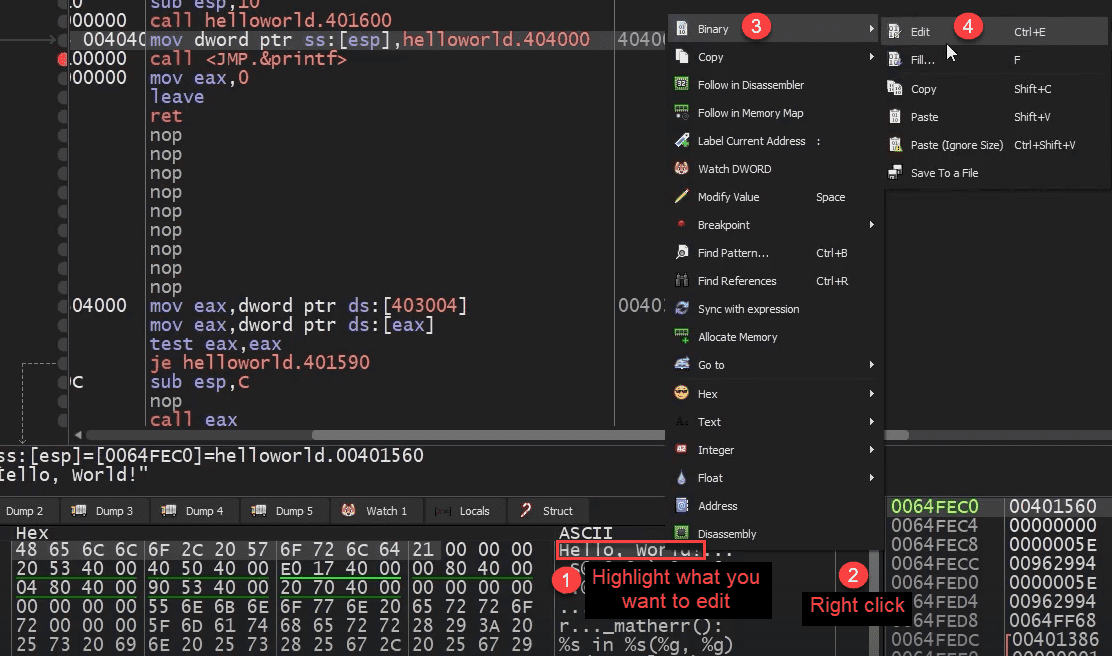 sub esp,10
00000 call helloworld.401600
004040 mov dword ptr ss:[esp],helloworld.404000 40400
00000 call <JMP.&printf>
000000 mov eax,0
leave
ret
nop
nop
nop
nop
nop
nop
nop
nop
nop
404000 mov eax,dword ptr ds:[403004] 00403
mov eax,dword ptr ds:[eax]
test eax,eax
je helloworld.401590
0C sub esp,C
nop
call eax
ss:[esp]=[0064FEC0]=helloworld.00401560
Hello, World!"
Binary 3
Copy
Follow in Disassembler
Follow in Memory Map
Label Current Address :
Watch DWORD
Modify Value Space
Breakpoint
Find Pattern... Ctrl+B
Find References Ctrl+R
Sync with expression
Allocate Memory
Go to
Hex
Text
Integer
Float
Address
Disassembly
Edit 4 Ctrl+E
Fill... F
Copy Shift+C
Paste Shift+V
Paste (Ignore Size) Ctrl+Shift+V
Save To a File
Dump 2 Dump 3 Dump 4 Dump 5 Watch 1 Locals Struct
Hex ASCII
48 65 6C 6C 6F 2C 20 57 6F 72 6C 64 21 00 00 00 Hello, World!...
20 53 40 00 40 50 40 00 E0 17 40 00 00 80 40 00
04 80 40 00 90 53 40 00 20 70 40 00 00 00 00 00
00 00 00 00 55 6E 6B 6E 6F 77 6E 20 65 72 72 6F
72 00 00 00 5F 6D 61 74 68 65 72 72 28 29 3A 20 r..._matherr():
25 73 20 69 6E 20 25 73 28 25 67 2C 20 25 67 29 %s in %s(%g, %g)
1 Highlight what you
want to edit
2
Right click
0064FEC0 00401560
0064FEC4 00000000
0064FEC8 0000005E
0064FECC 00962994
0064FED0 0000005E
0064FED4 00962994
0064FED8 0064FF68
0064FEDC 00401386